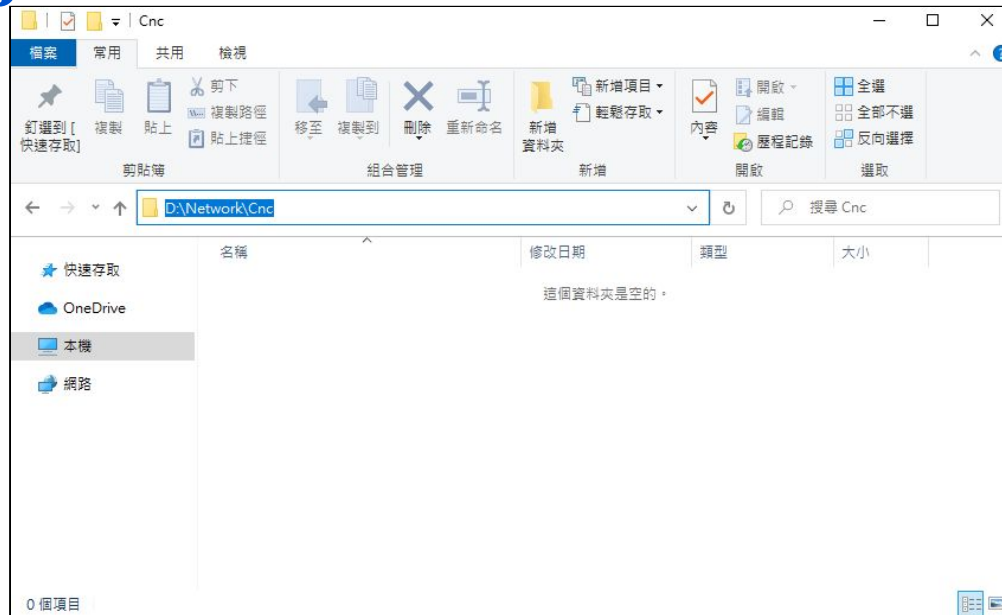 Cnc
檔案 常用 共用 檢視
釘選到 [快速存取]
複製
貼上
剪下
複製路徑
貼上捷徑
剪貼簿
移至
複製到
刪除
重新命名
組合管理
新增資料夾
新增項目
輕鬆存取
新增
內容
開啟
編輯
歷程記錄
開啟
全選
全部不選
反向選擇
選取
D:\Network\Cnc
搜尋 Cnc
名稱 修改日期 類型 大小
快速存取
OneDrive
本機
網路
這個資料夾是空的。
0 個項目